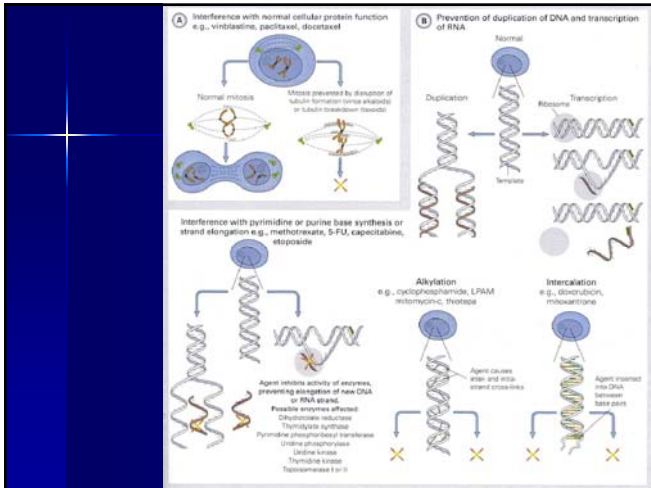 A
Interference with normal cellular protein function
e.g., vinblastine, paclitaxel, docetaxel
Normal mitosis
Mitosis prevented by disruption of
tubulin formation (vinca alkaloids)
or tubulin breakdown (taxoids)
B
Prevention of duplication of DNA and transcription
of RNA
Normal
Duplication
Transcription
Ribosome
Template
Interference with pyrimidine or purine base synthesis or
strand elongation e.g., methotrexate, 5-FU, capecitabine,
etoposide
Agent inhibits activity of enzymes,
preventing elongation of new DNA
or RNA strand.
Possible enzymes affected:
Dihydrofolate reductase
Thymidylate synthase
Pyrimidine phosphoribosyl transferase
Uridine phosphorylase
Uridine kinase
Thymidine kinase
Topoisomerase I or II
Alkylation
e.g., cyclophosphamide, LPAM
mitomycin-c, thiotepa
Agent causes
inter- and intra-
strand cross-links
Intercalation
e.g., doxorubicin,
mitoxantrone
Agent inserted
into DNA
between
base pairs